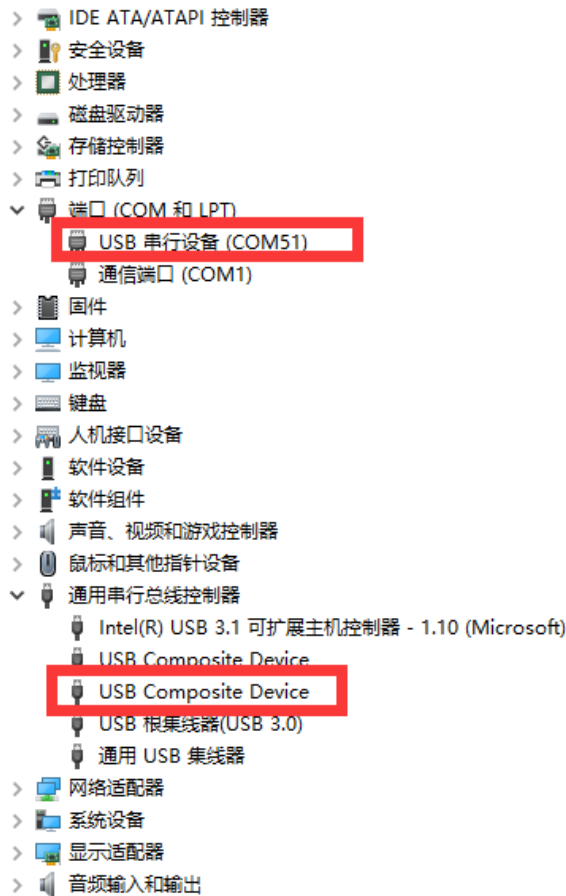 IDE ATA/ATAPI 控制器
安全设备
处理器
磁盘驱动器
存储控制器
打印队列
端口 (COM 和 LPT)
USB 串行设备 (COM51)
通信端口 (COM1)
固件
计算机
监视器
键盘
人机接口设备
软件设备
软件组件
声音、视频和游戏控制器
鼠标和其他指针设备
通用串行总线控制器
Intel(R) USB 3.1 可扩展主机控制器 - 1.10 (Microsoft)
USB Composite Device
USB Composite Device
USB 根集线器(USB 3.0)
通用 USB 集线器
网络适配器
系统设备
显示适配器
音频输入和输出